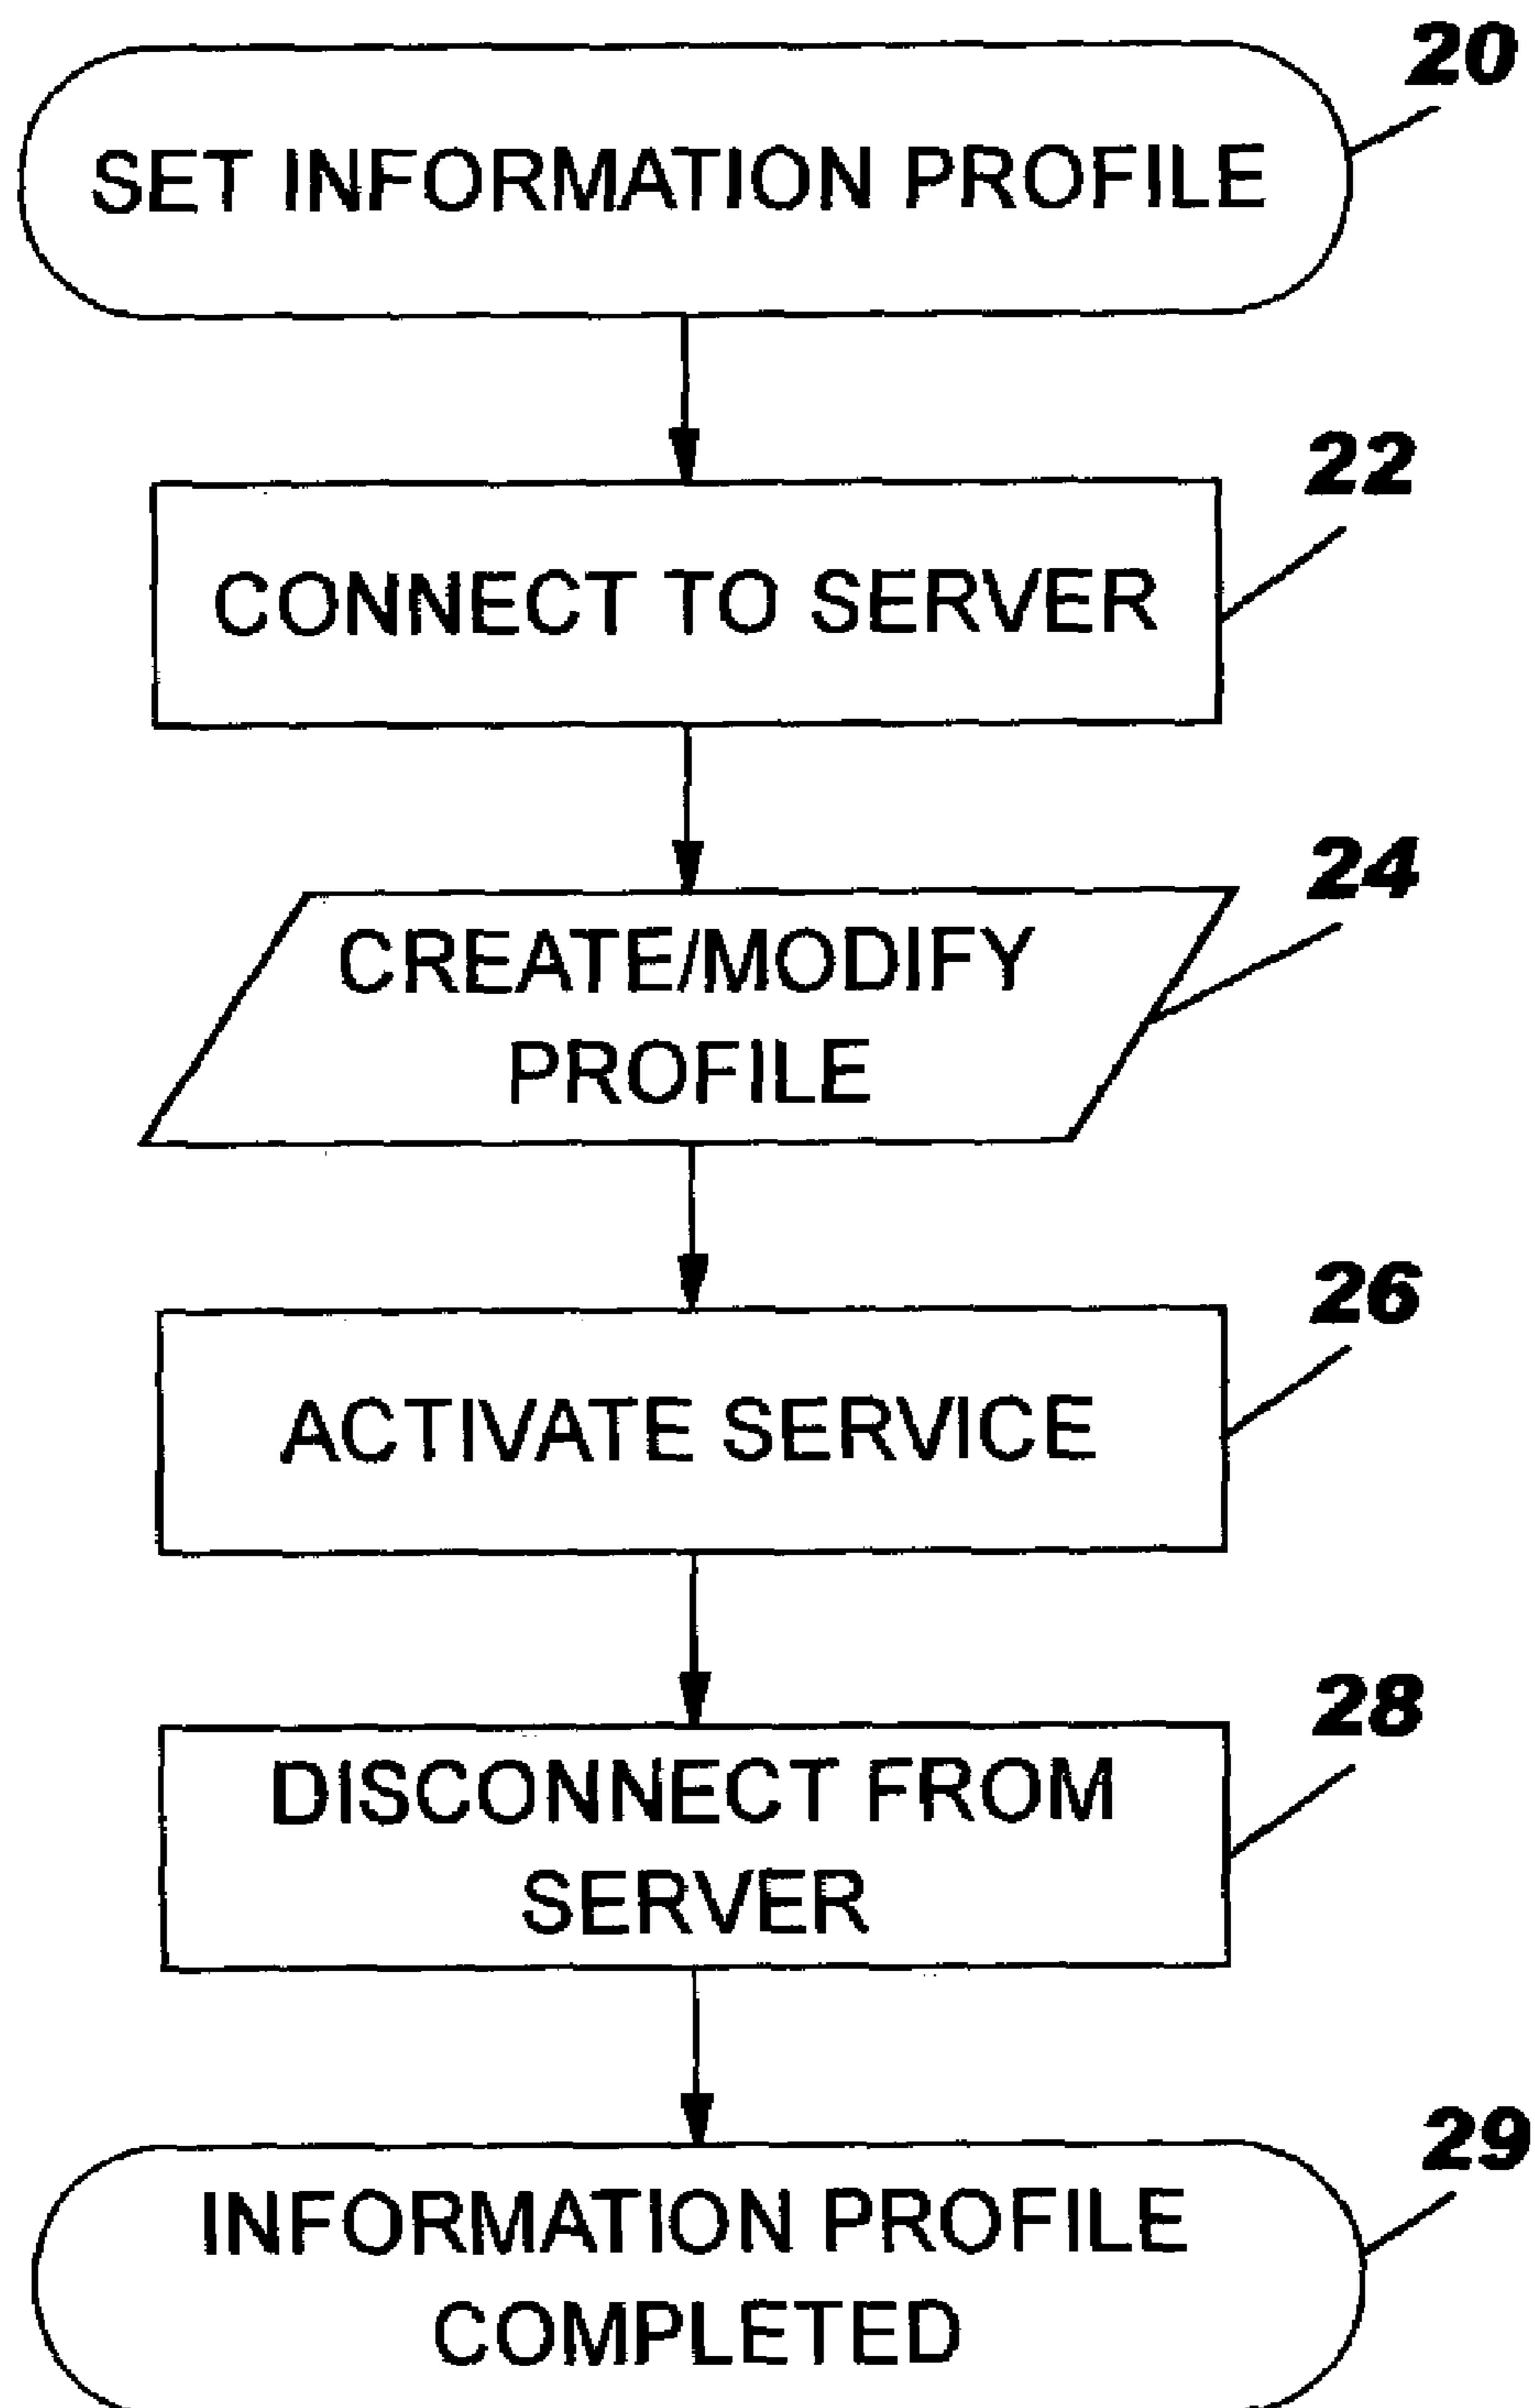 20
SET INFORMATION PROFILE
22
CONNECT TO SERVER
24
CREATE/MODIFY
PROFILE
26
ACTIVATE SERVICE
28
DISCONNECT FROM
SERVER
29
INFORMATION PROFILE
COMPLETED